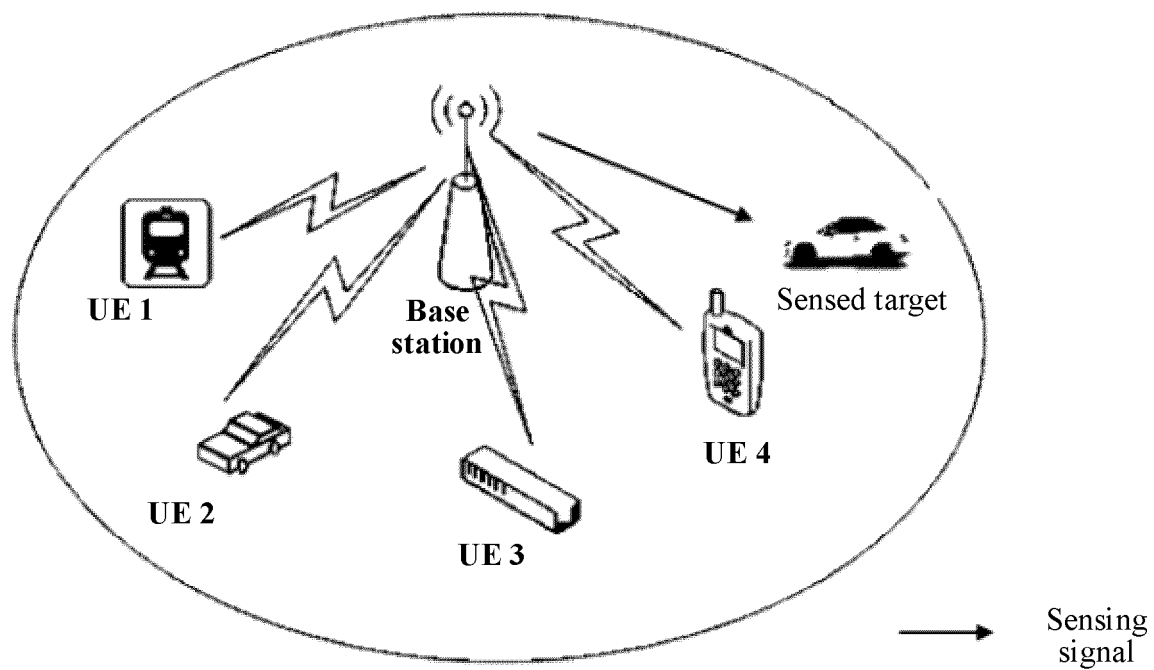 UE 1
Base
station
Sensed target
UE 4
UE 2
UE 3
Sensing
signal